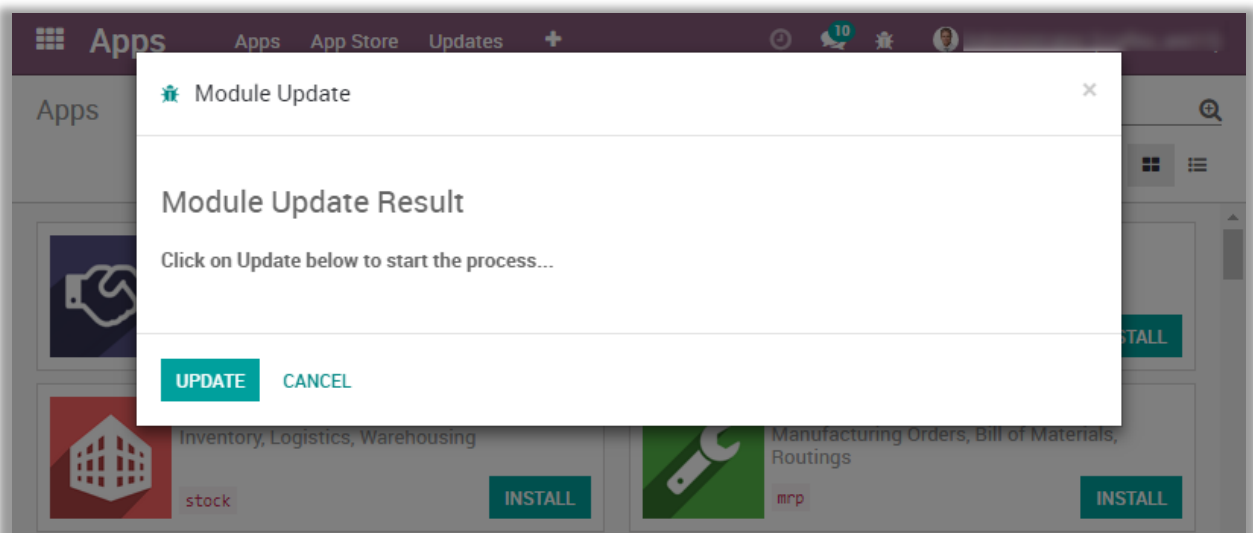 Apps Apps App Store Updates 10
Module Update
Apps
Module Update Result
Click on Update below to start the process...
UPDATE CANCEL
Inventory, Logistics, Warehousing
stock
INSTALL
Manufacturing Orders, Bill of Materials,
Routings
mrp
INSTALL